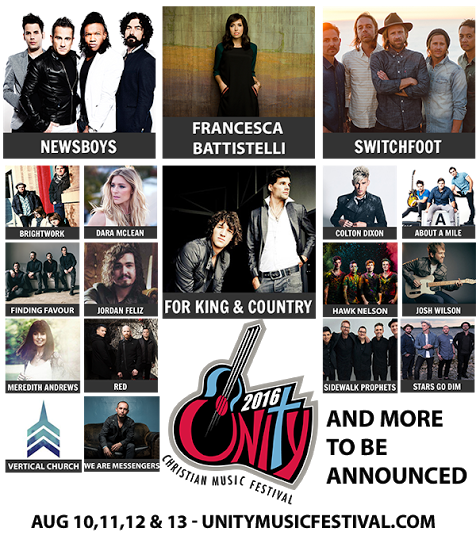 NEWSBOYS
FRANCESCA
BATTISTELLI
SWITCHFOOT
BRIGHTWORK
DARA MCLEAN
FOR KING & COUNTRY
COLTON DIXON
ABOUT A MILE
FINDING FAVOUR
JORDAN FELIZ
HAWK NELSON
JOSH WILSON
MEREDITH ANDREWS
RED
SIDEWALK PROPHETS
STARS GO DIM
VERTICAL CHURCH
WE ARE MESSENGERS
2016
UNITY
CHRISTIAN MUSIC FESTIVAL
AND MORE
TO BE
ANNOUNCED
AUG 10,11,12 & 13 - UNITYMUSICFESTIVAL.COM